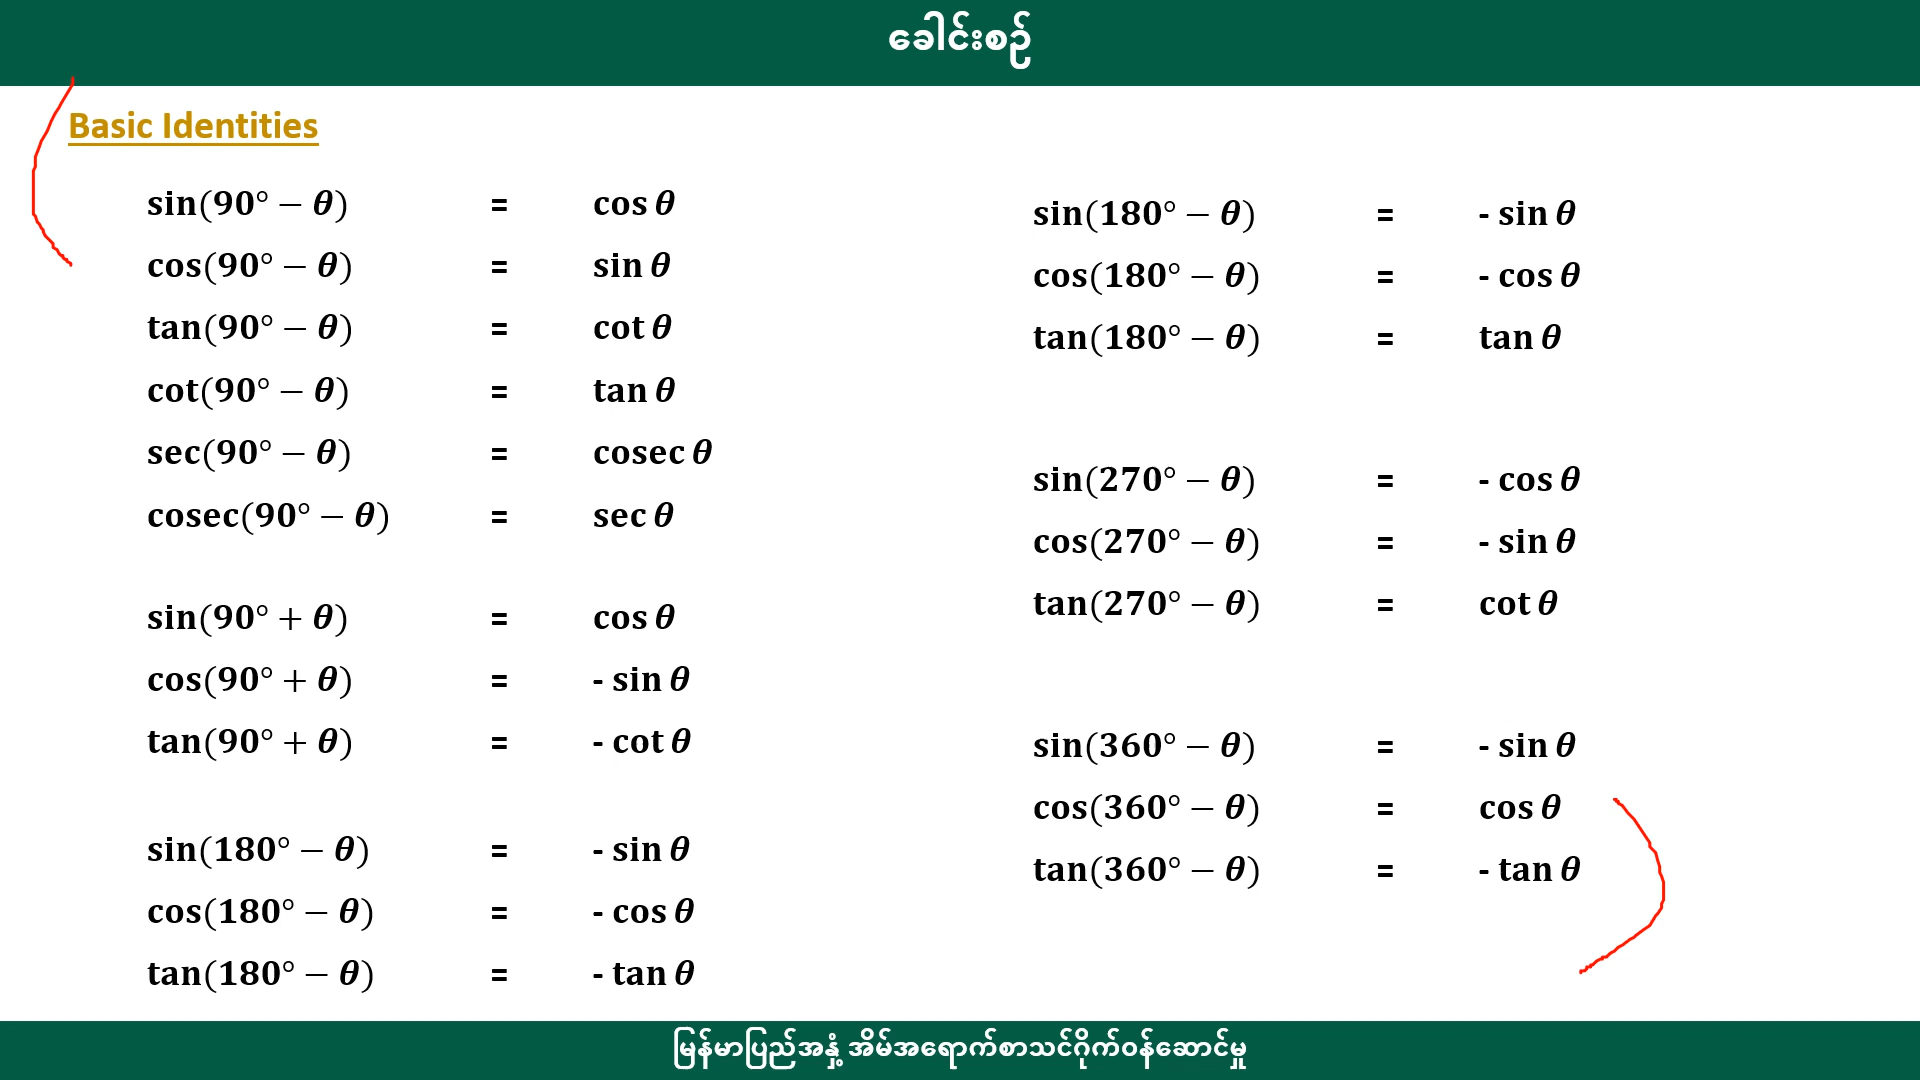 ခေါင်းစဉ်
Basic Identities
sin(90° − θ) = cos θ
cos(90° − θ) = sin θ
tan(90° − θ) = cot θ
cot(90° − θ) = tan θ
sec(90° − θ) = cosec θ
cosec(90° − θ) = sec θ
sin(90° + θ) = cos θ
cos(90° + θ) = - sin θ
tan(90° + θ) = - cot θ
sin(180° − θ) = - sin θ
cos(180° − θ) = - cos θ
tan(180° − θ) = - tan θ
sin(180° − θ) = - sin θ
cos(180° − θ) = - cos θ
tan(180° − θ) = tan θ
sin(270° − θ) = - cos θ
cos(270° − θ) = - sin θ
tan(270° − θ) = cot θ
sin(360° − θ) = - sin θ
cos(360° − θ) = cos θ
tan(360° − θ) = - tan θ
မြန်မာပြည်အနှံ့ အိမ်အရောက်စာသင်ဂိုက်ဝန်ဆောင်မှု